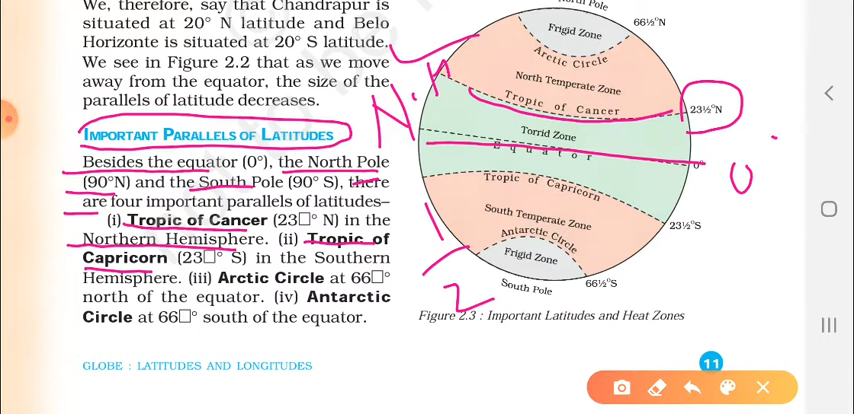 We, therefore, say that Chandrapur is
situated at 20° N latitude and Belo
Horizonte is situated at 20° S latitude.
We see in Figure 2.2 that as we move
away from the equator, the size of the
parallels of latitude decreases.
IMPORTANT PARALLELS OF LATITUDES
Besides the equator (0°), the North Pole
(90°N) and the South Pole (90° S), there
are four important parallels of latitudes–
(i) Tropic of Cancer (23□° N) in the
Northern Hemisphere. (ii) Tropic of
Capricorn (23□° S) in the Southern
Hemisphere. (iii) Arctic Circle at 66□°
north of the equator. (iv) Antarctic
Circle at 66□° south of the equator.
GLOBE : LATITUDES AND LONGITUDES
North Pole
66½°N
Frigid Zone
Arctic Circle
North Temperate Zone
Tropic of Cancer
23½°N
Torrid Zone
Equator
0°
Tropic of Capricorn
23½°S
South Temperate Zone
Antarctic Circle
Frigid Zone
66½°S
South Pole
Figure 2.3 : Important Latitudes and Heat Zones
11
N.H
0